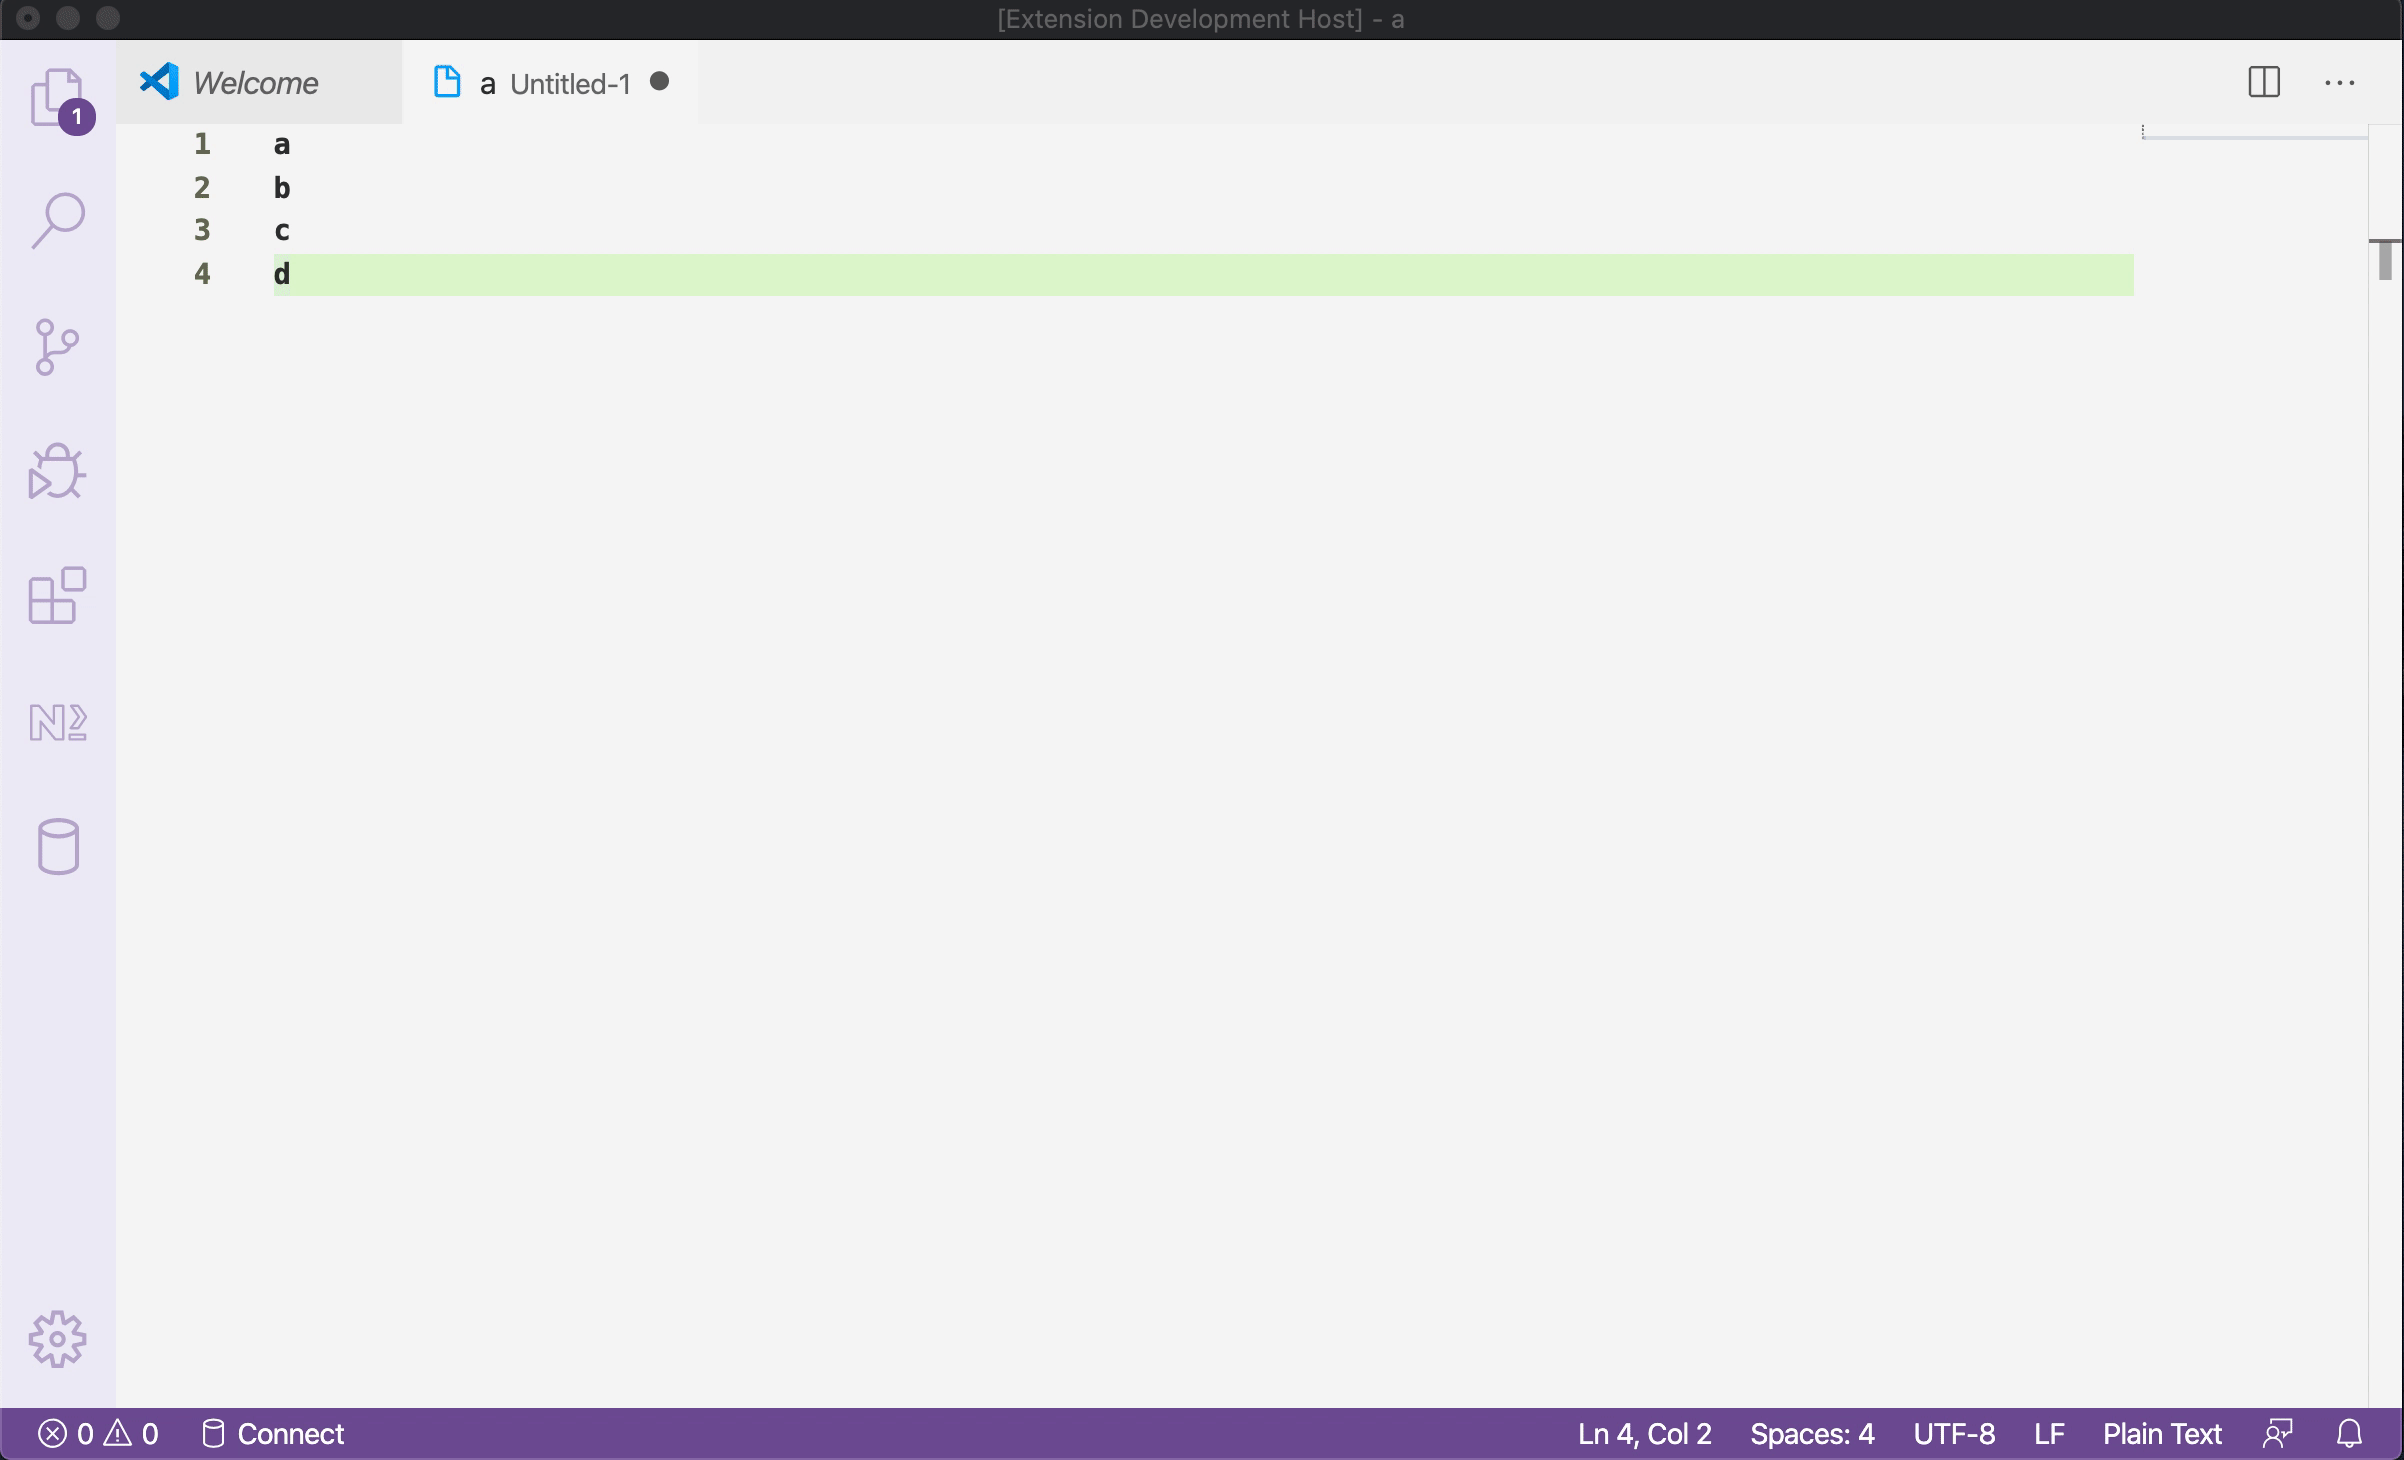 [Extension Development Host] - a
Welcome
a Untitled-1
1
1 a
2 b
3 c
4 d
N
0 0 Connect Ln 4, Col 2 Spaces: 4 UTF-8 LF Plain Text